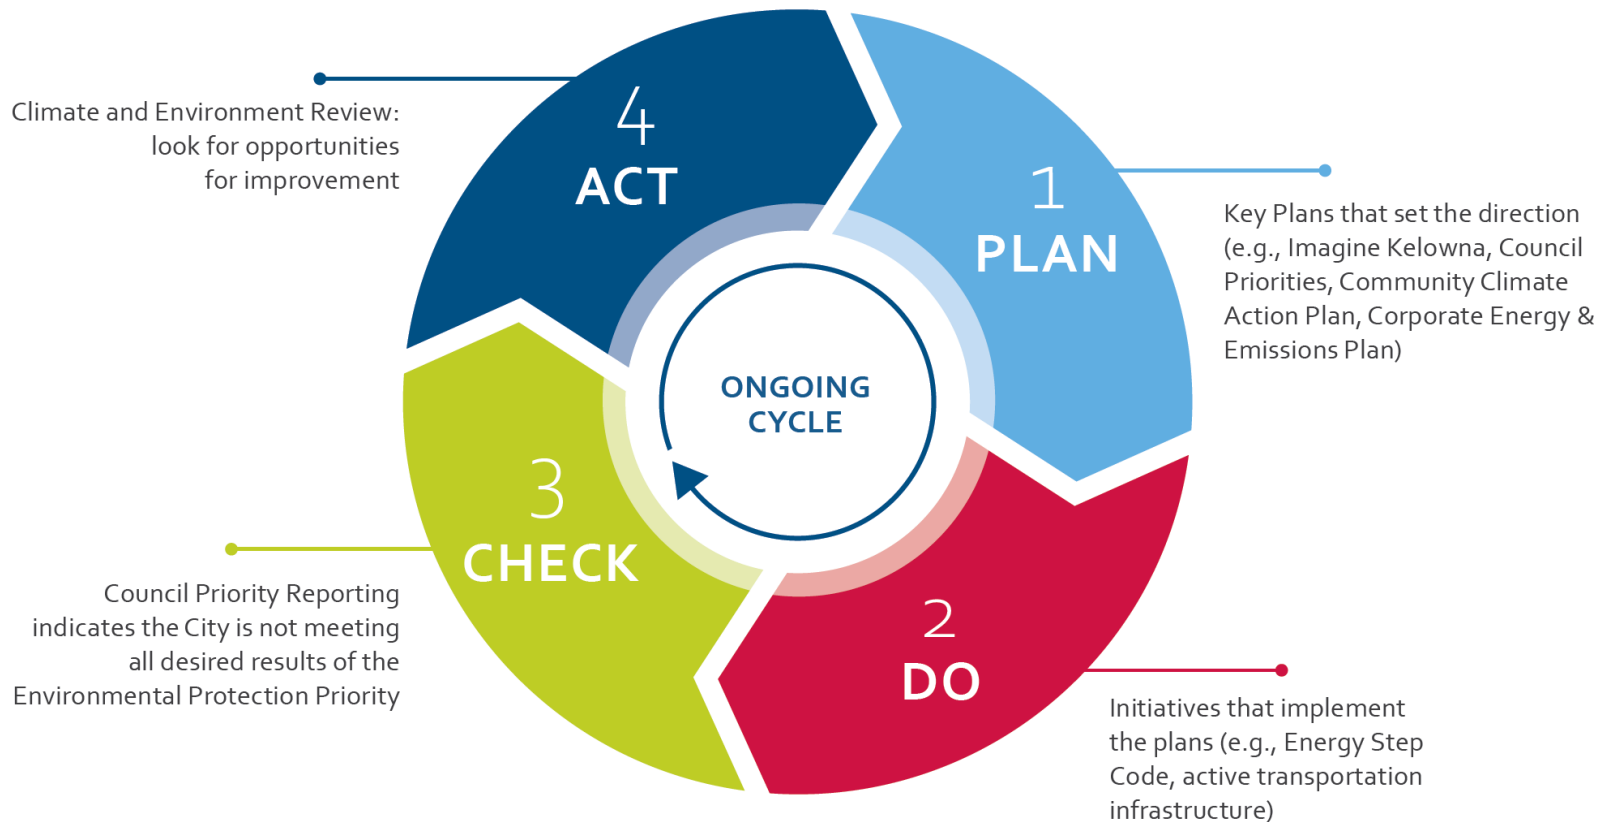 4
ACT
Climate and Environment Review:
look for opportunities
for improvement
1
PLAN
Key Plans that set the direction
(e.g., Imagine Kelowna, Council
Priorities, Community Climate
Action Plan, Corporate Energy &
Emissions Plan)
ONGOING
CYCLE
3
CHECK
Council Priority Reporting
indicates the City is not meeting
all desired results of the
Environmental Protection Priority
2
DO
Initiatives that implement
the plans (e.g., Energy Step
Code, active transportation
infrastructure)